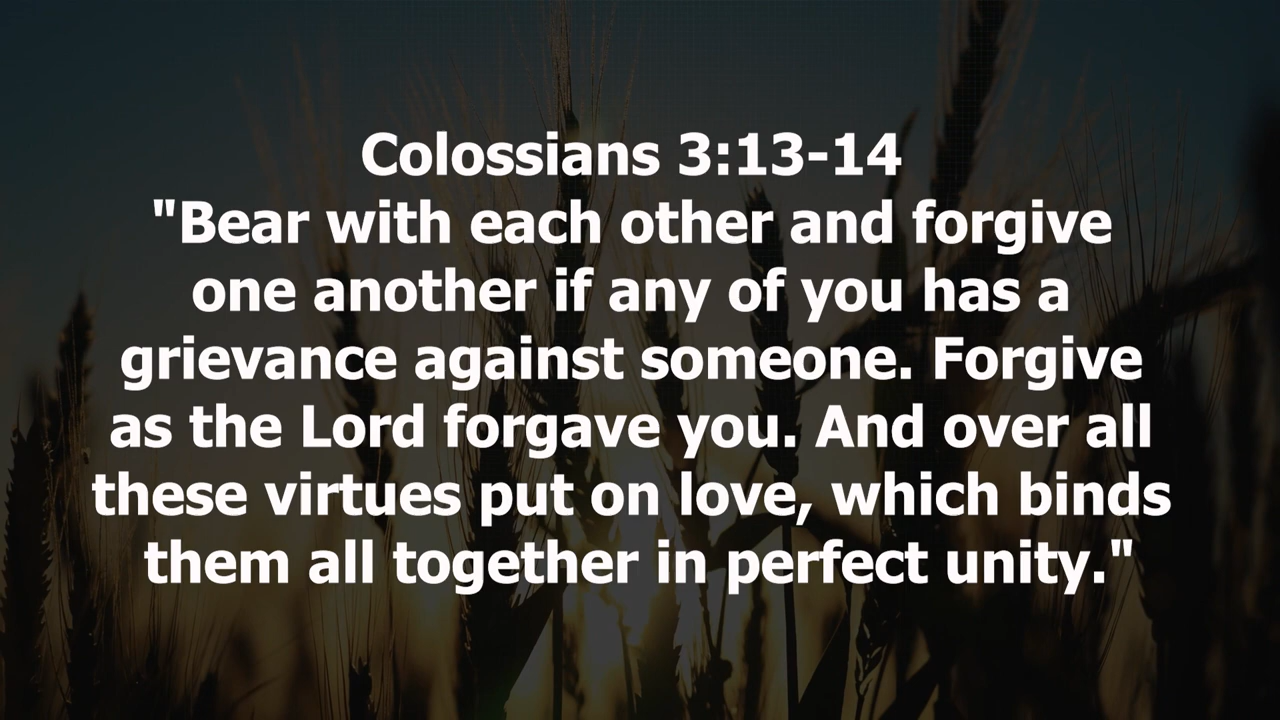 Colossians 3:13-14
"Bear with each other and forgive
one another if any of you has a
grievance against someone. Forgive
as the Lord forgave you. And over all
these virtues put on love, which binds
them all together in perfect unity."